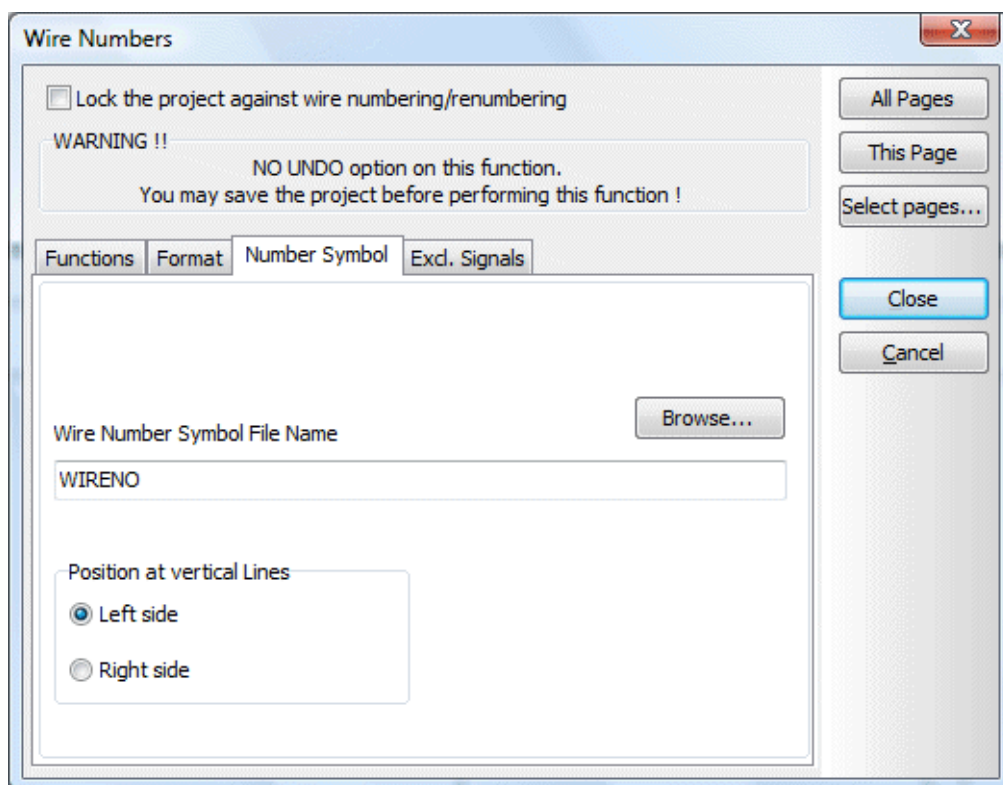 Wire Numbers
Lock the project against wire numbering/renumbering
WARNING !!
NO UNDO option on this function.
You may save the project before performing this function !
All Pages
This Page
Select pages...
Close
Cancel
Functions
Format
Number Symbol
Excl. Signals
Browse...
Wire Number Symbol File Name
WIRENO
Position at vertical Lines
Left side
Right side